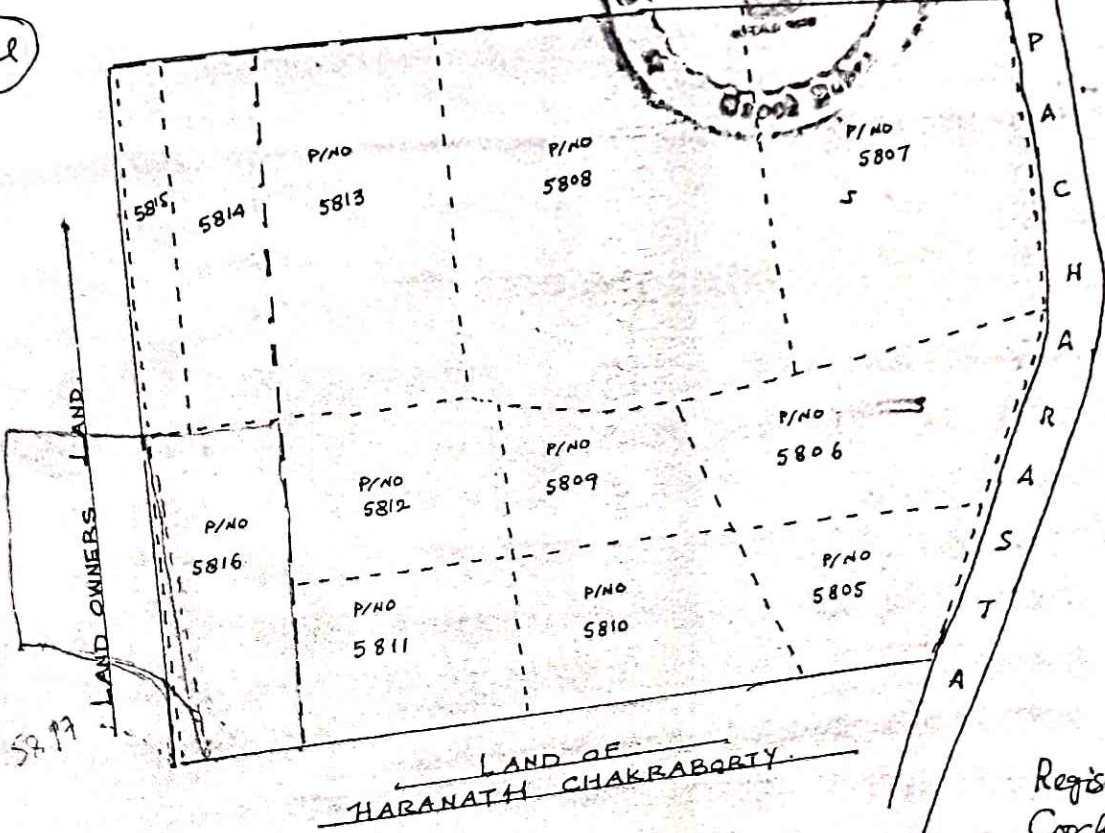 P/NO
5807
S
P/NO
5808
P/NO
5813
5814
5815
P/NO
5806
P/NO
5809
P/NO
5812
P/NO
5816
P/NO
5805
P/NO
5810
P/NO
5811
LAND OWNERS LAND.
LAND OF
HARANATH CHAKRABORTY.
PACHARASTA